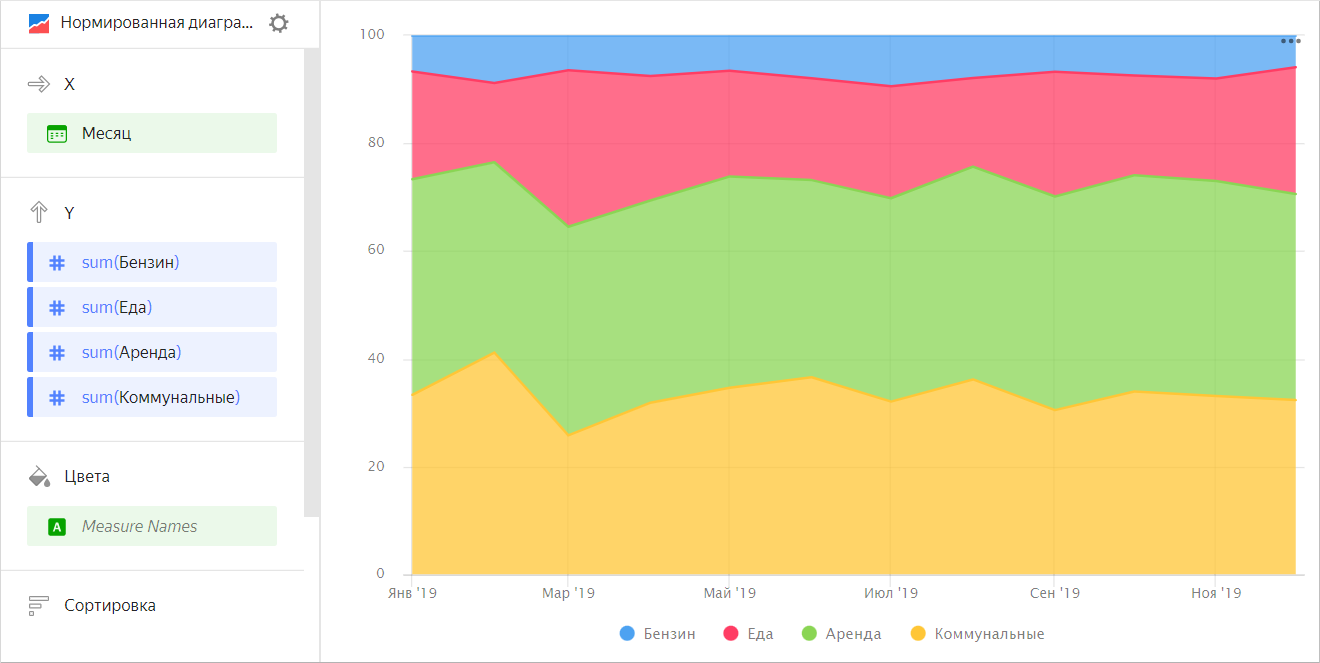 Нормированная диагра...
X
Месяц
Y
sum(Бензин)
sum(Еда)
sum(Аренда)
sum(Коммунальные)
Цвета
A Measure Names
Сортировка
100
80
60
40
20
0
Янв '19 Мар '19 Май '19 Июл '19 Сен '19 Ноя '19
Бензин Еда Аренда Коммунальные